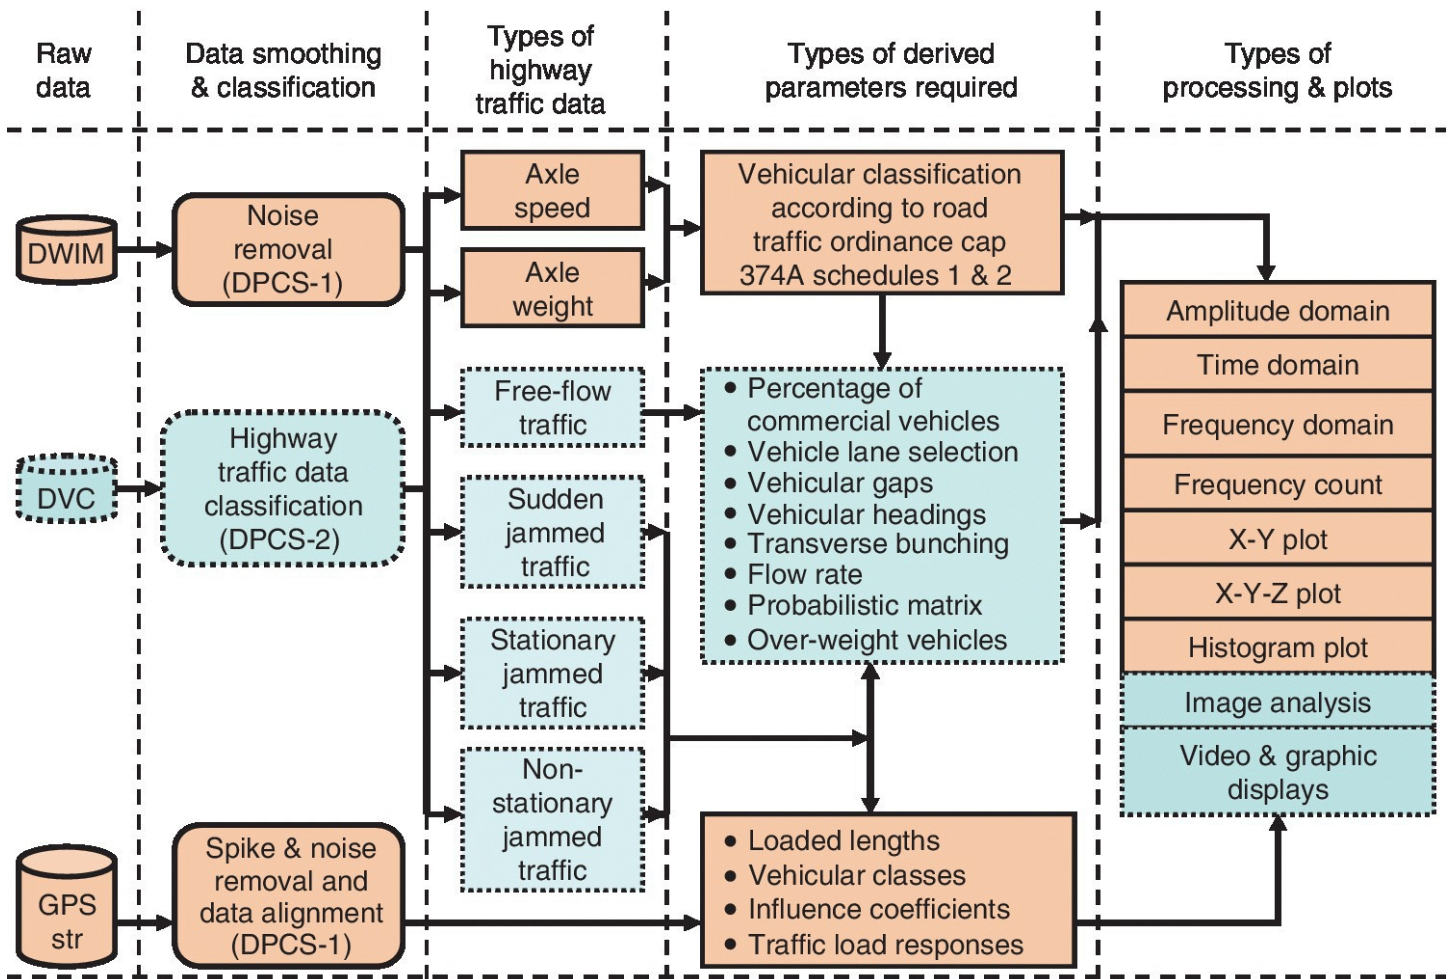 Raw
data
Data smoothing
& classification
Types of
highway
traffic data
Types of derived
parameters required
Types of
processing & plots
DWIM
Noise
removal
(DPCS-1)
Axle
speed
Axle
weight
Vehicular classification
according to road
traffic ordinance cap
374A schedules 1 & 2
DVC
Highway
traffic data
classification
(DPCS-2)
Free-flow
traffic
Sudden
jammed
traffic
Stationary
jammed
traffic
Non-
stationary
jammed
traffic
• Percentage of
commercial vehicles
• Vehicle lane selection
• Vehicular gaps
• Vehicular headings
• Transverse bunching
• Flow rate
• Probabilistic matrix
• Over-weight vehicles
GPS
str
Spike & noise
removal and
data alignment
(DPCS-1)
• Loaded lengths
• Vehicular classes
• Influence coefficients
• Traffic load responses
Amplitude domain
Time domain
Frequency domain
Frequency count
X-Y plot
X-Y-Z plot
Histogram plot
Image analysis
Video & graphic
displays